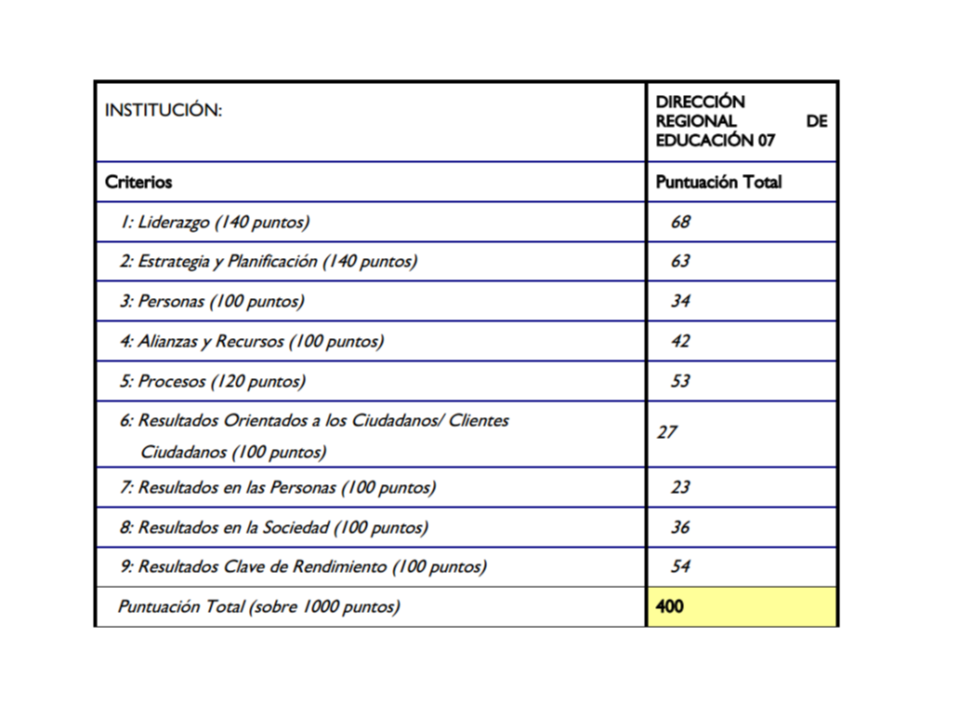 INSTITUCIÓN:
DIRECCIÓN
REGIONAL DE
EDUCACIÓN 07
Criterios Puntuación Total
1: Liderazgo (140 puntos) 68
2: Estrategia y Planificación (140 puntos) 63
3: Personas (100 puntos) 34
4: Alianzas y Recursos (100 puntos) 42
5: Procesos (120 puntos) 53
6: Resultados Orientados a los Ciudadanos/ Clientes
Ciudadanos (100 puntos) 27
7: Resultados en las Personas (100 puntos) 23
8: Resultados en la Sociedad (100 puntos) 36
9: Resultados Clave de Rendimiento (100 puntos) 54
Puntuación Total (sobre 1000 puntos) 400